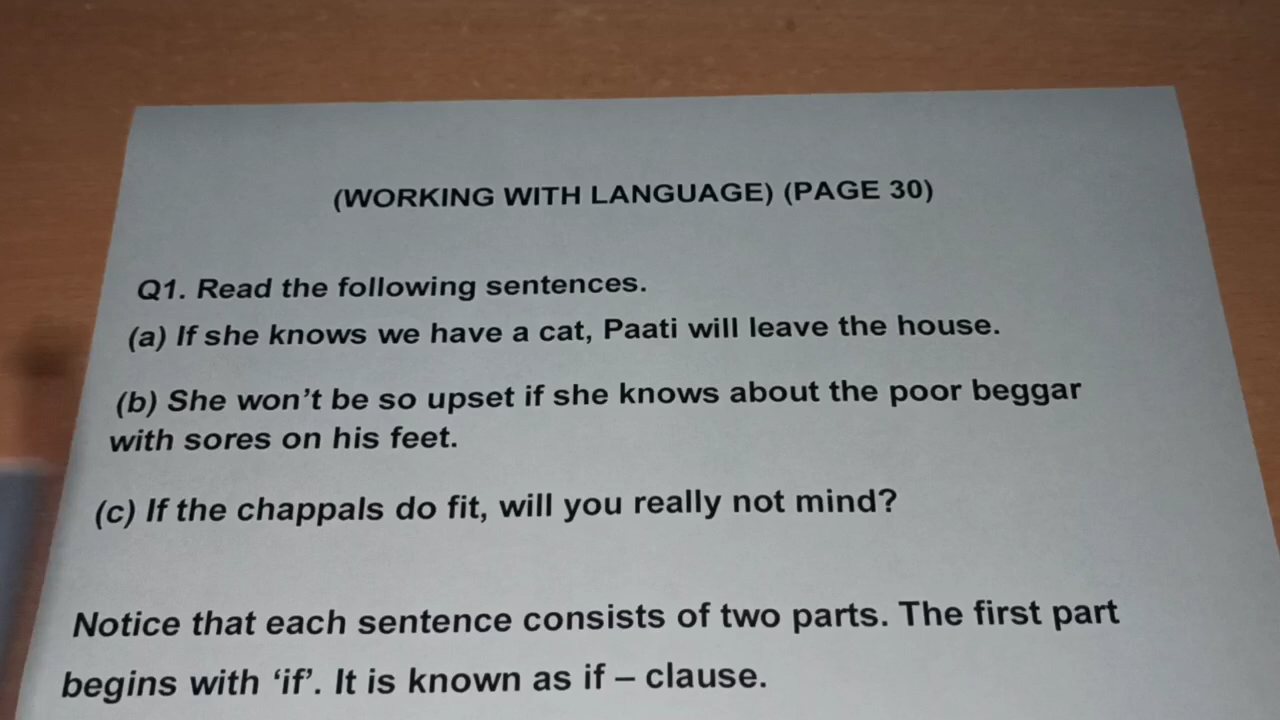 (WORKING WITH LANGUAGE) (PAGE 30)
Q1. Read the following sentences.
(a) If she knows we have a cat, Paati will leave the house.
(b) She won’t be so upset if she knows about the poor beggar
with sores on his feet.
(c) If the chappals do fit, will you really not mind?
Notice that each sentence consists of two parts. The first part
begins with ‘if’. It is known as if – clause.